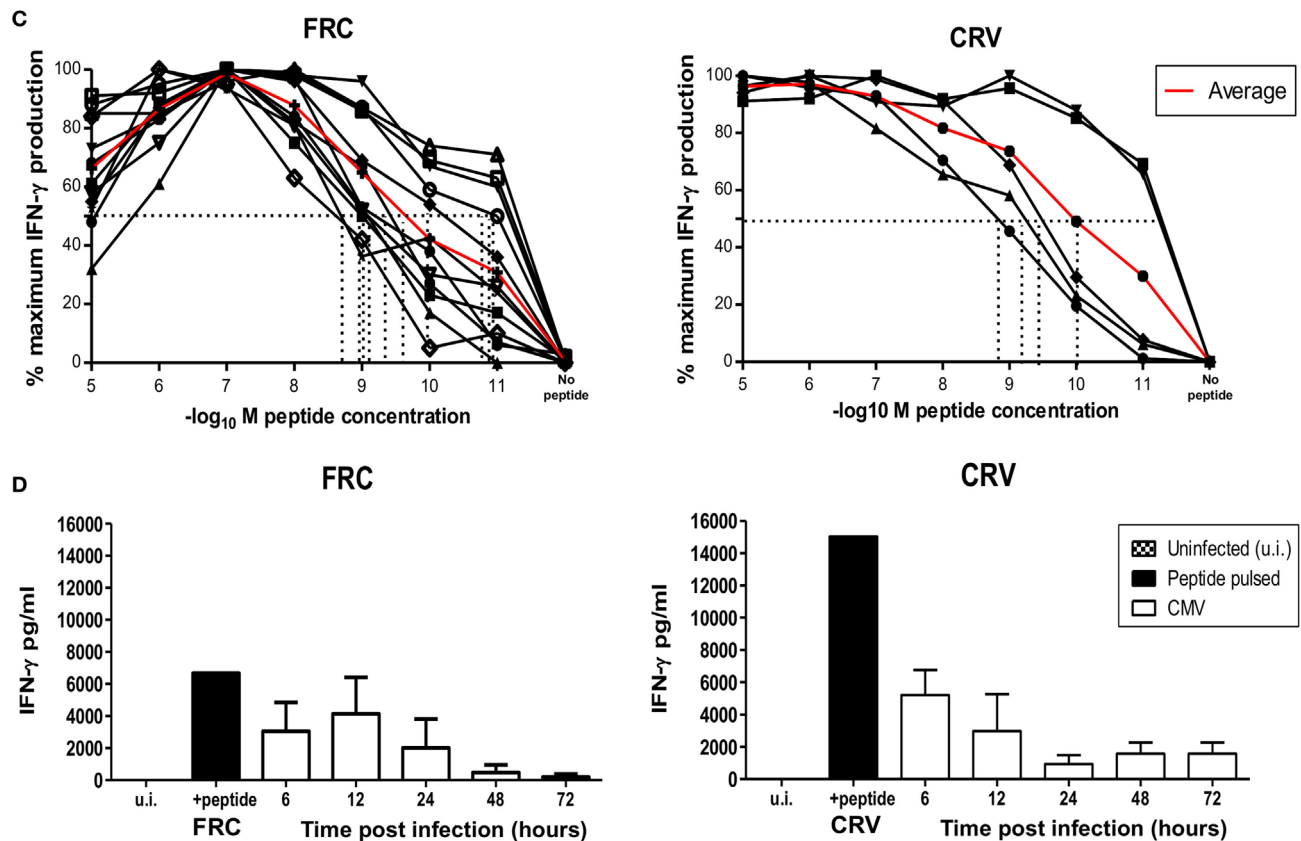 C
FRC
% maximum IFN-γ production
100
80
60
40
20
0
5 6 7 8 9 10 11 No peptide
-log10 M peptide concentration
CRV
% maximum IFN-γ production
100
80
60
40
20
0
5 6 7 8 9 10 11 No peptide
-log10 M peptide concentration
Average
D
FRC
IFN-γ pg/ml
16000
14000
12000
10000
8000
6000
4000
2000
0
u.i. +peptide 6 12 24 48 72
FRC Time post infection (hours)
CRV
IFN-γ pg/ml
16000
14000
12000
10000
8000
6000
4000
2000
0
u.i. +peptide 6 12 24 48 72
CRV Time post infection (hours)
Uninfected (u.i.)
Peptide pulsed
CMV